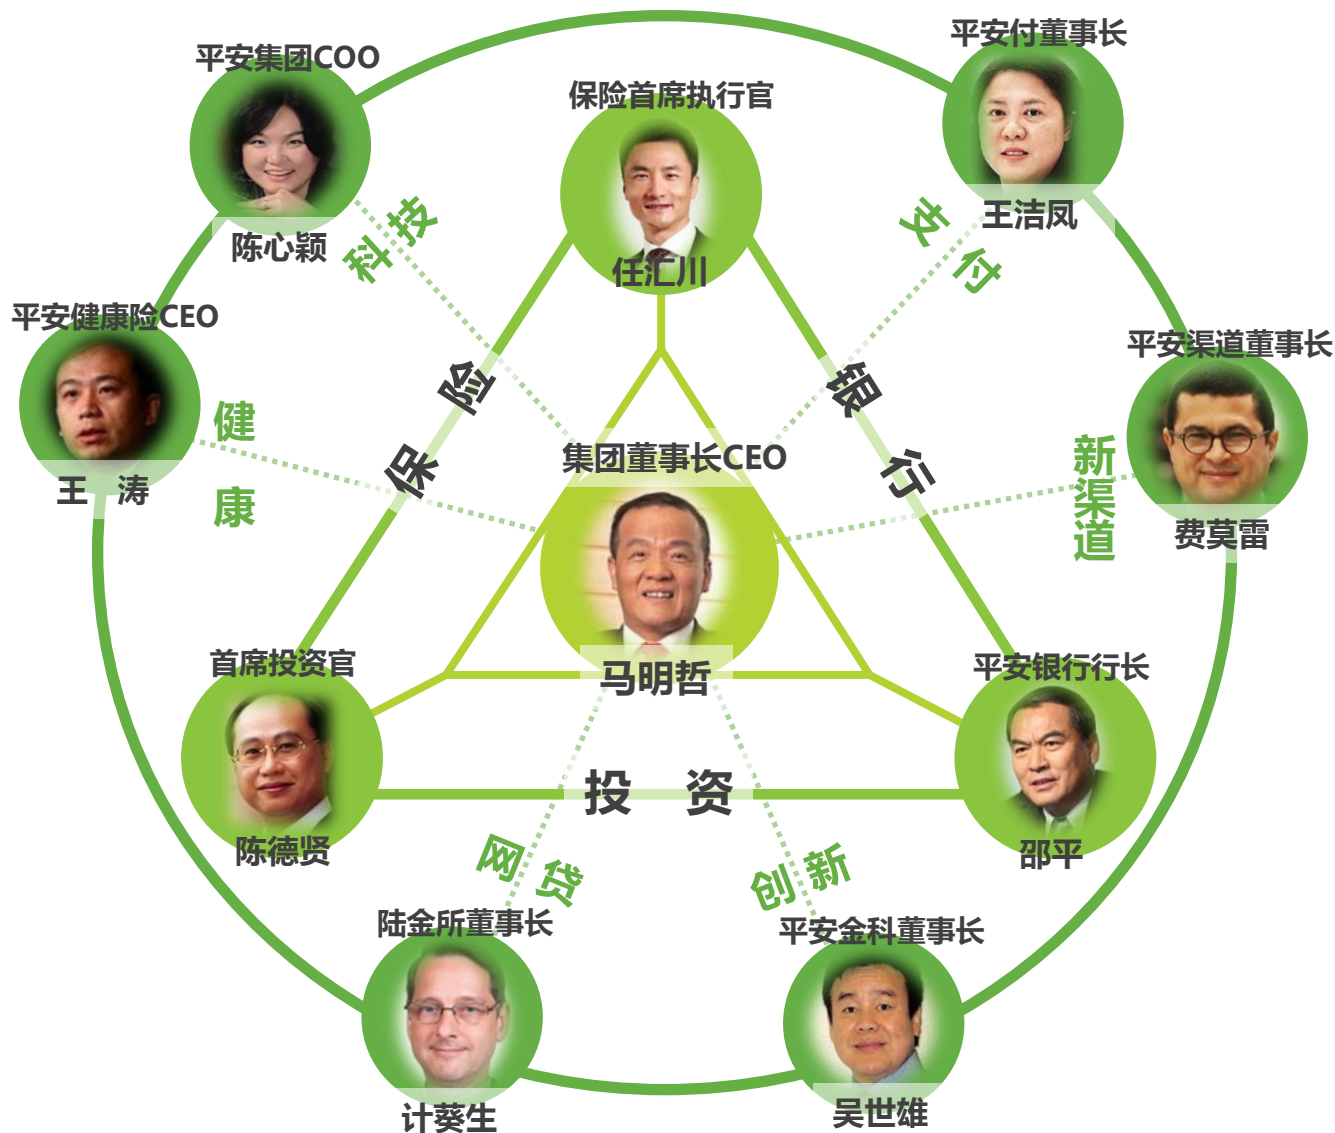 平安付董事长
平安集团COO
保险首席执行官
王洁凤
陈心颖
科技
支付
任汇川
平安健康险CEO
平安渠道董事长
保险
银行
健康
新渠道
集团董事长CEO
王 涛
费莫雷
首席投资官
马明哲
平安银行行长
投 资
陈德贤
邵平
网贷
创新
陆金所董事长
平安金科董事长
计葵生
吴世雄